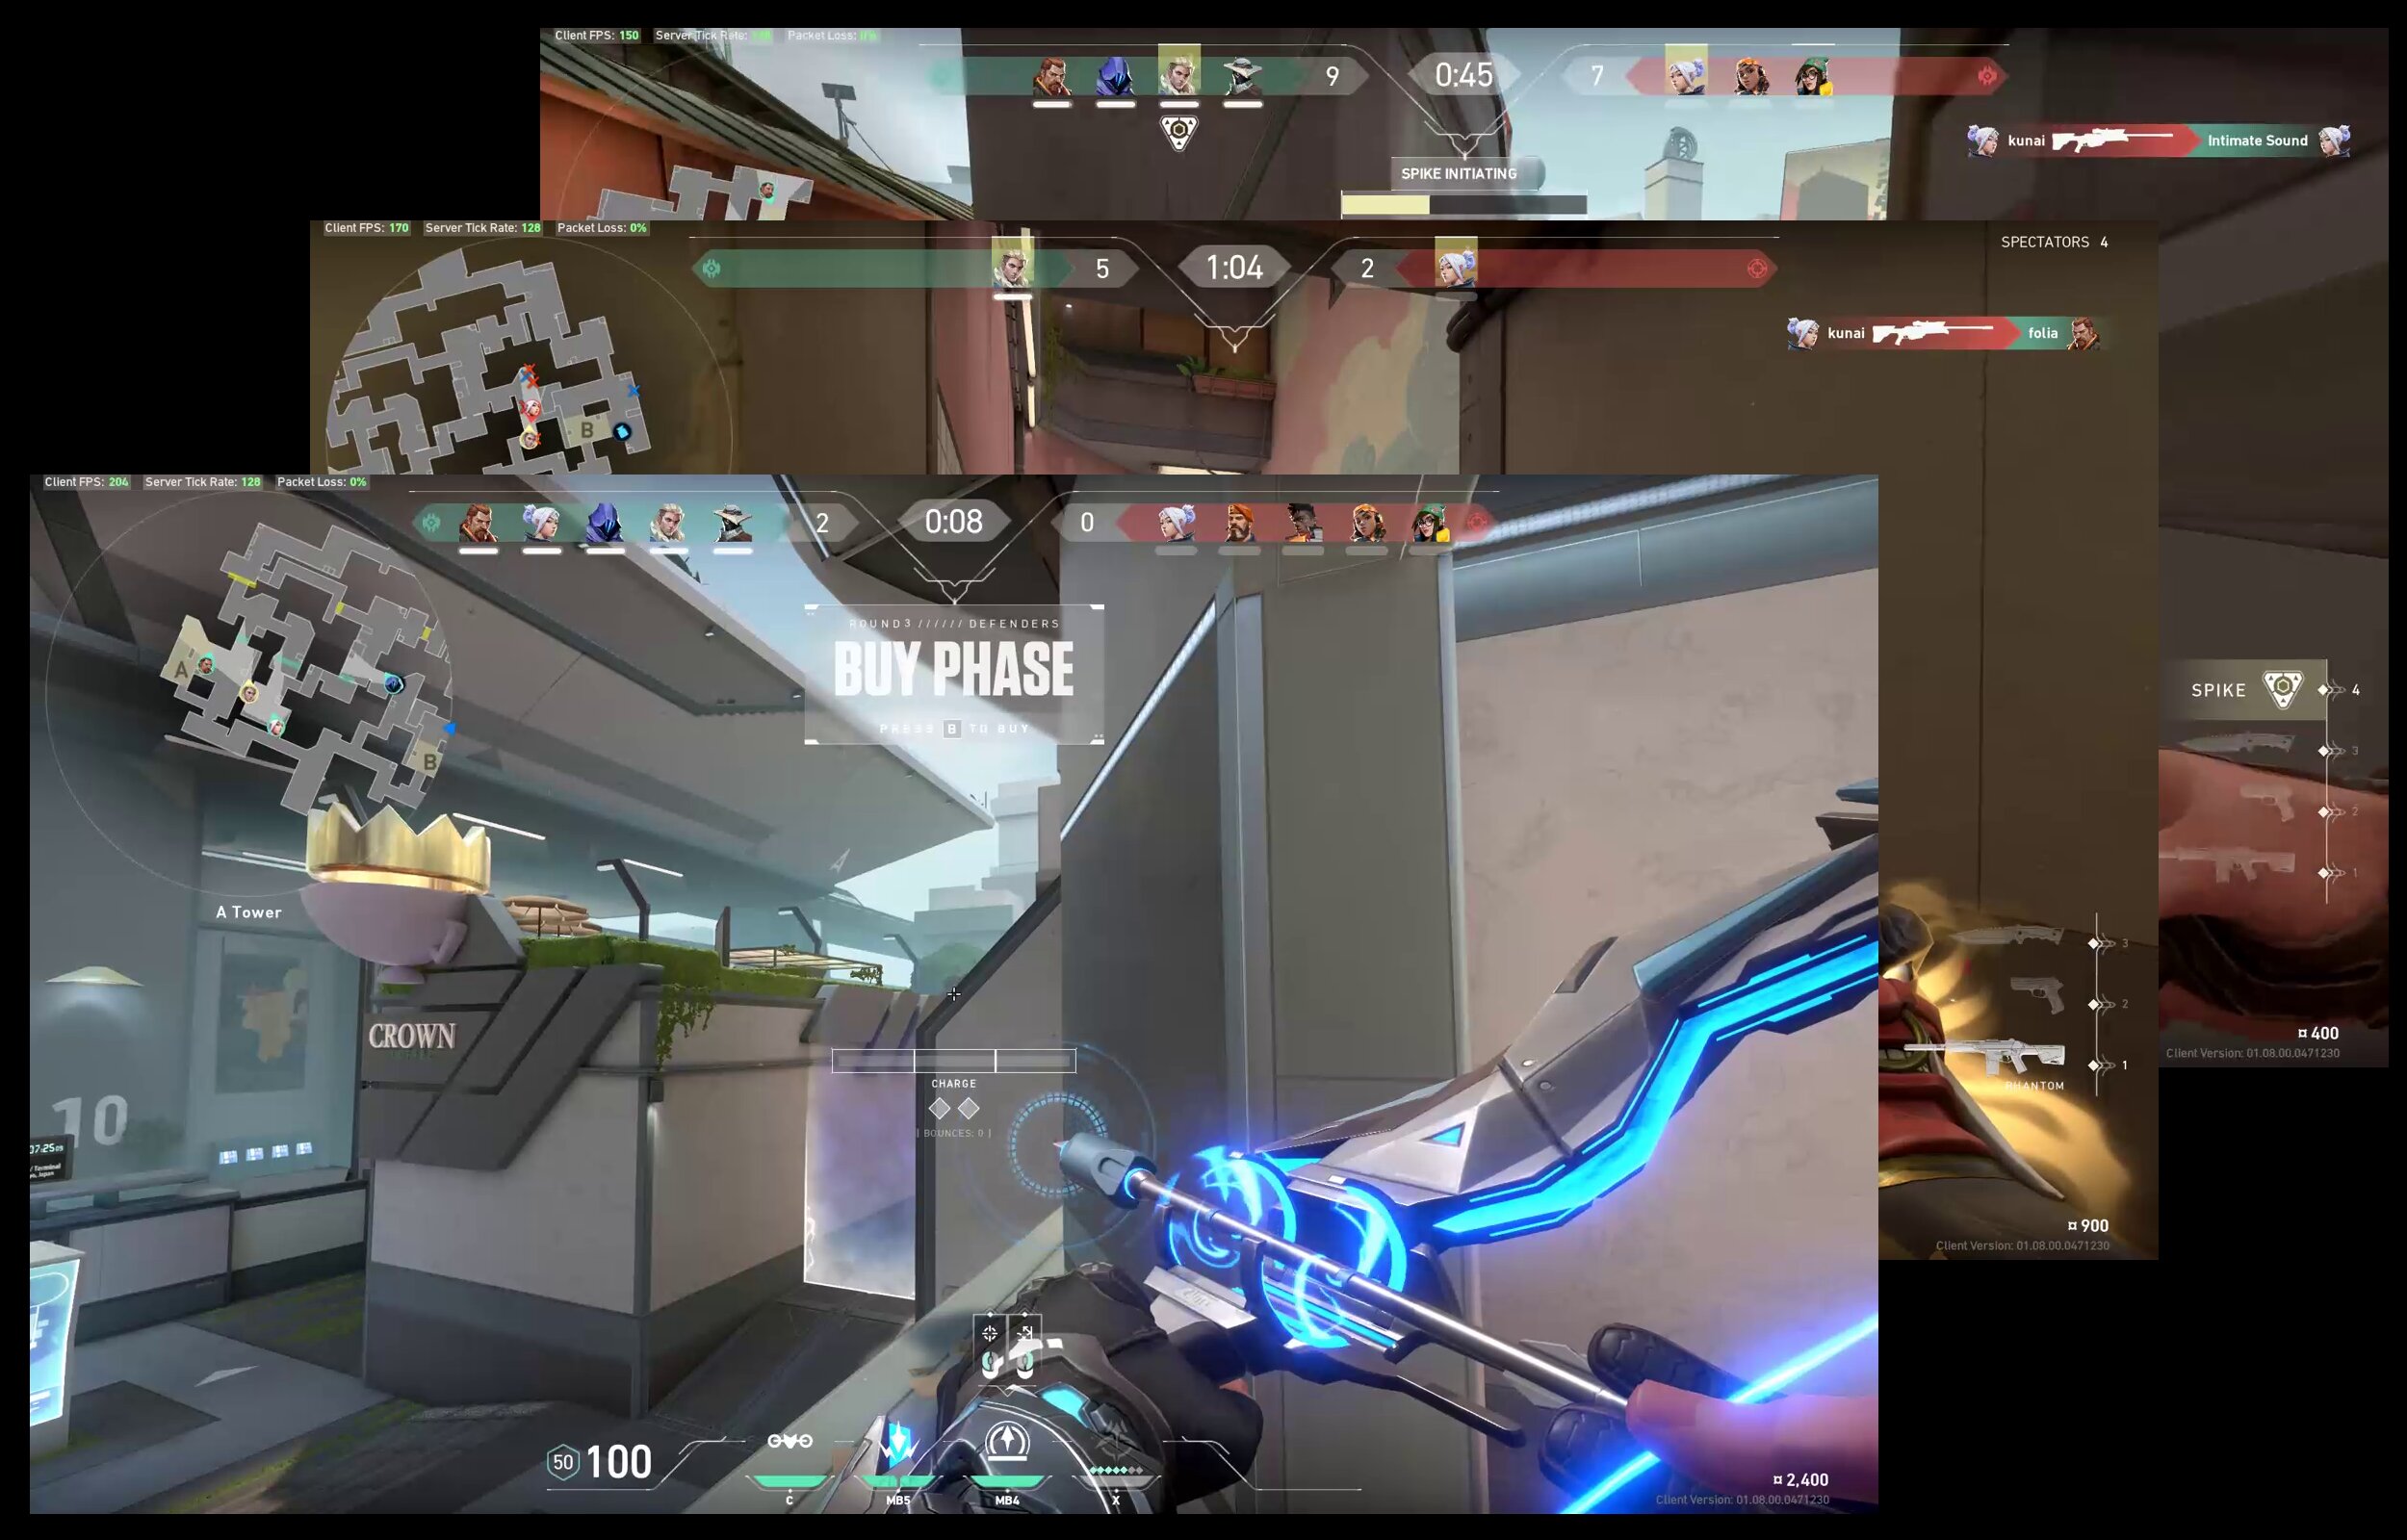 Client FPS: 150 Server Tick Rate: Packet Loss: 0%
9 0:45 7
kunai Intimate Sound
SPIKE INITIATING
Client FPS: 170 Server Tick Rate: 128 Packet Loss: 0%
SPECTATORS 4
5 1:04 2
kunai folia
B
Client FPS: 204 Server Tick Rate: 128 Packet Loss: 0%
2 0:08 0
ROUND 3 ////// DEFENDERS
BUY PHASE
PRESS B TO BUY
A
B
A Tower
SPIKE 4
3
2
1
¤ 400
Client Version: 01.08.00.0471230
3
2
1
PHANTOM
¤ 900
Client Version: 01.08.00.0471230
CROWN
10
CHARGE
[ BOUNCES: 0 ]
50 100
C MB5 MB4 X
¤ 2,400
Client Version: 01.08.00.0471230